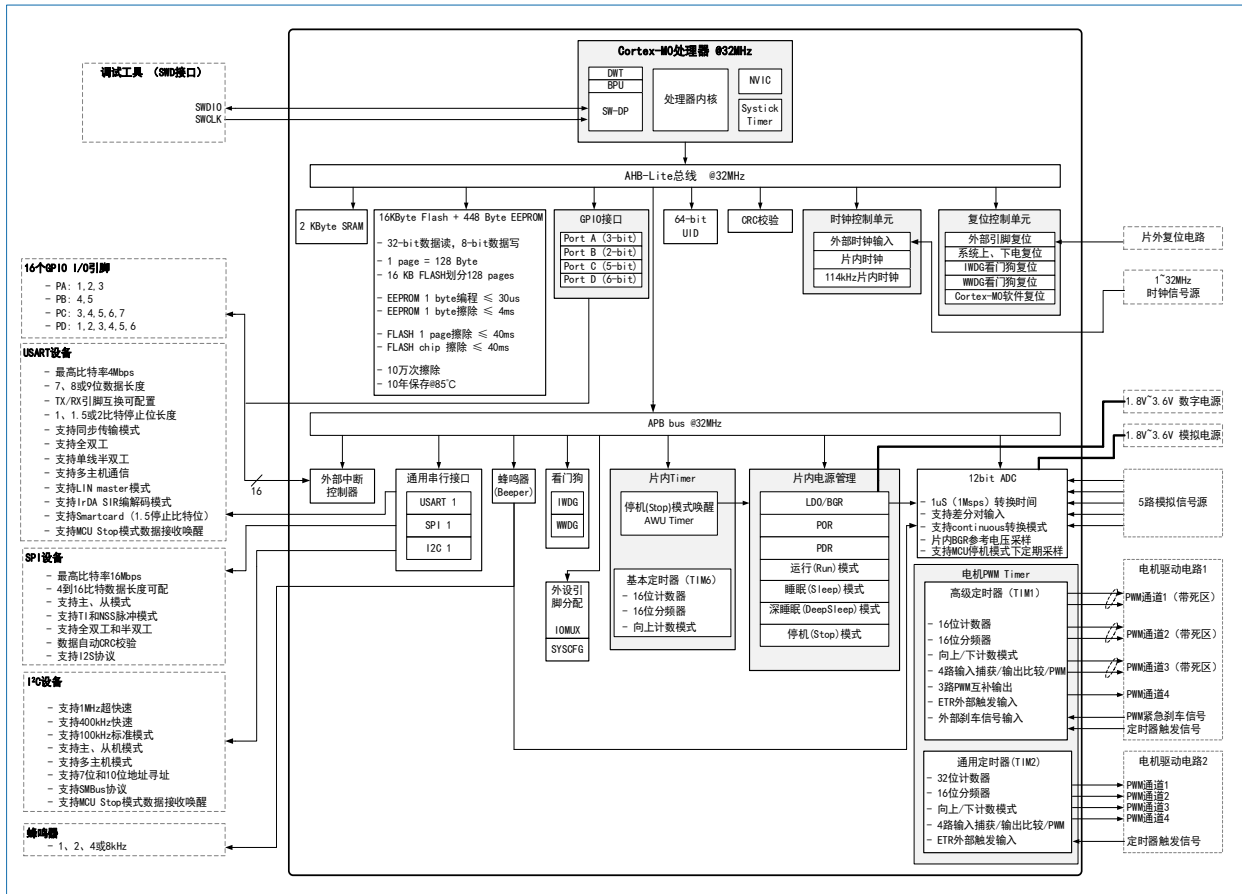 Cortex-M0处理器 @32MHz
DWT
BPU
SW-DP
处理器内核
NVIC
Systick
Timer
调试工具 （SWD接口）
SWDIO
SWCLK
AHB-Lite总线 @32MHz
2 KByte SRAM
16KByte Flash + 448 Byte EEPROM
- 32-bit数据读，8-bit数据写
- 1 page = 128 Byte
- 16 KB FLASH划分128 pages
- EEPROM 1 byte编程 ≤ 30us
- EEPROM 1 byte擦除 ≤ 4ms
- FLASH 1 page擦除 ≤ 40ms
- FLASH chip 擦除 ≤ 40ms
- 10万次擦除
- 10年保存@85℃
GPIO接口
Port A (3-bit)
Port B (2-bit)
Port C (5-bit)
Port D (6-bit)
64-bit
UID
CRC校验
时钟控制单元
外部时钟输入
片内时钟
114kHz片内时钟
复位控制单元
外部引脚复位
系统上、下电复位
IWDG看门狗复位
WWDG看门狗复位
Cortex-M0软件复位
片外复位电路
1~32MHz
时钟信号源
16个GPIO I/O引脚
- PA: 1,2,3
- PB: 4,5
- PC: 3,4,5,6,7
- PD: 1,2,3,4,5,6
USART设备
- 最高比特率4Mbps
- 7、8或9位数据长度
- TX/RX引脚互换可配置
- 1、1.5或2比特停止位长度
- 支持同步传输模式
- 支持全双工
- 支持单线半双工
- 支持多主机通信
- 支持LIN master模式
- 支持IrDA SIR编解码模式
- 支持Smartcard（1.5停止比特位）
- 支持MCU Stop模式数据接收唤醒
SPI设备
- 最高比特率16Mbps
- 4到16比特数据长度可配
- 支持主、从模式
- 支持TI和NSS脉冲模式
- 支持全双工和半双工
- 数据自动CRC校验
- 支持I2S协议
I²C设备
- 支持1MHz超快速
- 支持400kHz快速
- 支持100kHz标准模式
- 支持主、从机模式
- 支持多主机模式
- 支持7位和10位地址寻址
- 支持SMBus协议
- 支持MCU Stop模式数据接收唤醒
蜂鸣器
- 1、2、4或8kHz
APB bus @32MHz
16
外部中断
控制器
通用串行接口
USART 1
SPI 1
I2C 1
蜂鸣器
(Beeper)
看门狗
IWDG
WWDG
外设引
脚分配
IOMUX
SYSCFG
片内Timer
停机(Stop)模式唤醒
AWU Timer
基本定时器（TIM6）
- 16位计数器
- 16位分频器
- 向上计数模式
片内电源管理
LDO/BGR
POR
PDR
运行(Run)模式
睡眠(Sleep)模式
深睡眠(DeepSleep)模式
停机(Stop)模式
12bit ADC
- 1uS（1Msps）转换时间
- 支持差分对输入
- 支持continuous转换模式
- 片内BGR参考电压采样
- 支持MCU停机模式下定期采样
1.8V~3.6V 数字电源
1.8V~3.6V 模拟电源
5路模拟信号源
电机PWM Timer
高级定时器（TIM1）
- 16位计数器
- 16位分频器
- 向上/下计数模式
- 4路输入捕获/输出比较/PWM
- 3路PWM互补输出
- ETR外部触发输入
- 外部刹车信号输入
通用定时器(TIM2)
- 32位计数器
- 16位分频器
- 向上/下计数模式
- 4路输入捕获/输出比较/PWM
- ETR外部触发输入
电机驱动电路1
PWM通道1（带死区）
PWM通道2（带死区）
PWM通道3（带死区）
PWM通道4
PWM紧急刹车信号
定时器触发信号
电机驱动电路2
PWM通道1
PWM通道2
PWM通道3
PWM通道4
定时器触发信号